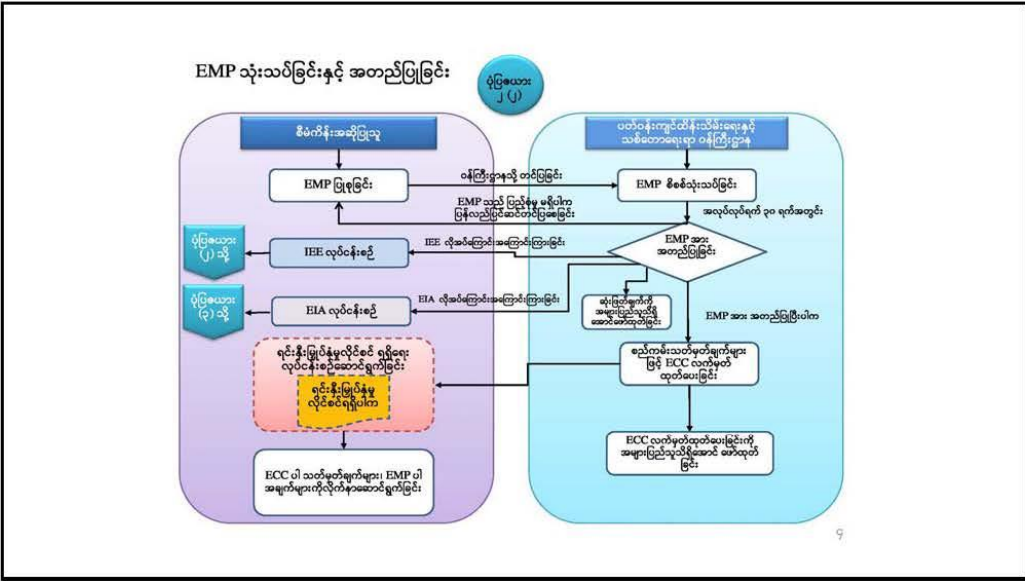 EMP သုံးသပ်ခြင်းနှင့် အတည်ပြုခြင်း
ပုံပြဇယား
၂ (၂)
စီမံကိန်းအဆိုပြုသူ
ပတ်ဝန်းကျင်ထိန်းသိမ်းရေးနှင့်
သစ်တောရေးရာ ဝန်ကြီးဌာန
EMP ပြုစုခြင်း
ဝန်ကြီးဌာနသို့ တင်ပြခြင်း
EMP စိစစ်သုံးသပ်ခြင်း
EMP သည် ပြည့်စုံမှု မရှိပါက
ပြန်လည်ပြင်ဆင်တင်ပြစေခြင်း
အလုပ်လုပ်ရက် ၃၀ ရက်အတွင်း
EMP အား
အတည်ပြုခြင်း
ပုံပြဇယား
(၂) သို့
IEE လုပ်ငန်းစဉ်
IEE လိုအပ်ကြောင်းအကြောင်းကြားခြင်း
ပုံပြဇယား
(၃) သို့
EIA လုပ်ငန်းစဉ်
EIA လိုအပ်ကြောင်းအကြောင်းကြားခြင်း
ဆုံးဖြတ်ချက်ကို
အများပြည်သူသိရှိ
အောင်ဖော်ထုတ်ခြင်း
EMP အား အတည်ပြုပြီးပါက
ရင်းနှီးမြှုပ်နှံမှုလိုင်စင် ရရှိရေး
လုပ်ငန်းစဉ်ဆောင်ရွက်ခြင်း
ရင်းနှီးမြှုပ်နှံမှု
လိုင်စင်ရရှိပါက
စည်ကမ်းသတ်မှတ်ချက်များ
ဖြင့် ECC လက်မှတ်
ထုတ်ပေးခြင်း
ECC လက်မှတ်ထုတ်ပေးခြင်းကို
အများပြည်သူသိရှိအောင် ဖော်ထုတ်
ခြင်း
ECC ပါ သတ်မှတ်ချက်များ၊ EMP ပါ
အချက်များကိုလိုက်နာဆောင်ရွက်ခြင်း
9